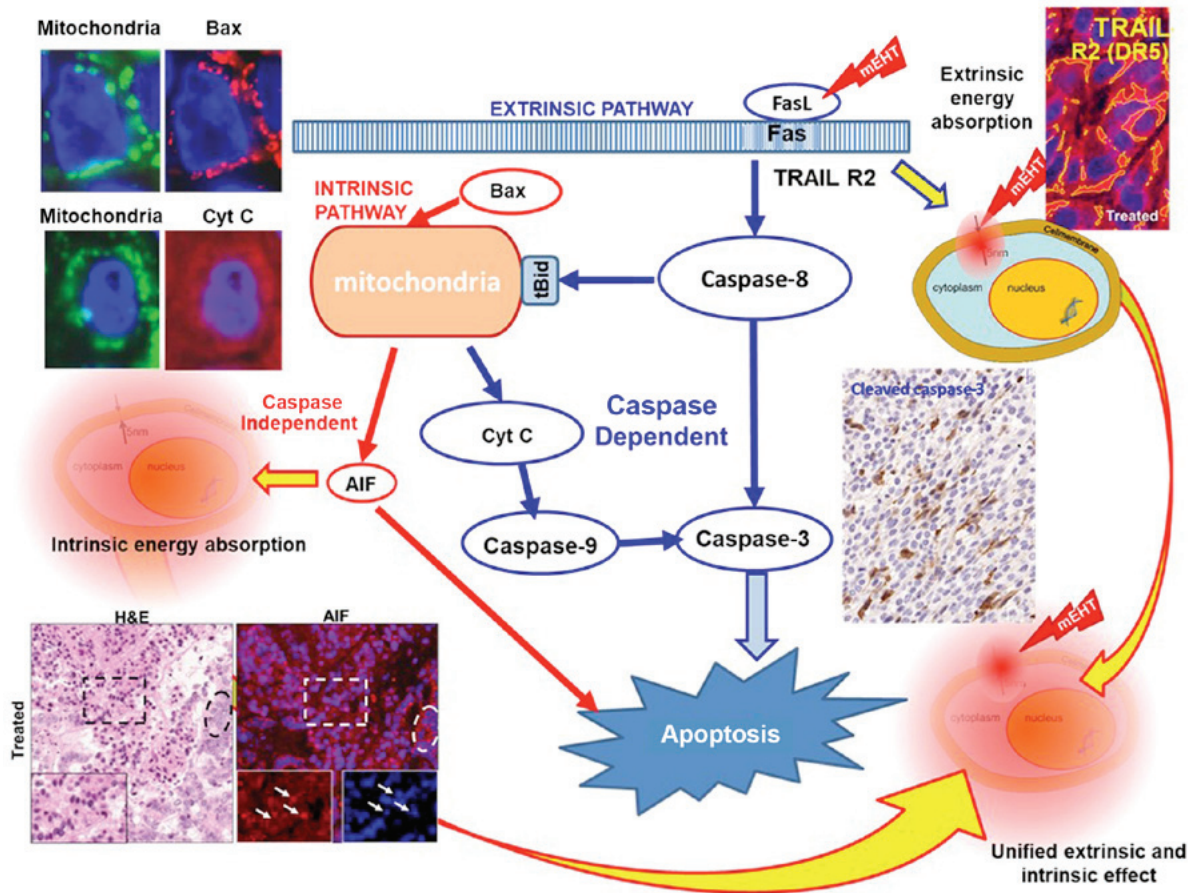 Mitochondria
Bax
TRAIL
R2 (DR5)
mEHT
FasL
Extrinsic
energy
absorption
EXTRINSIC PATHWAY
Fas
INTRINSIC
PATHWAY
Bax
TRAIL R2
mEHT
Treated
Mitochondria
Cyt C
mitochondria
tBid
Caspase-8
Cellmembrane
5nm
cytoplasm
nucleus
Cleaved caspase-3
Caspase
Independent
Caspase
Dependent
Cyt C
5nm
cytoplasm
nucleus
AIF
Intrinsic energy absorption
Caspase-9
Caspase-3
H&E
AIF
Treated
mEHT
cytoplasm
nucleus
Apoptosis
Unified extrinsic and
intrinsic effect